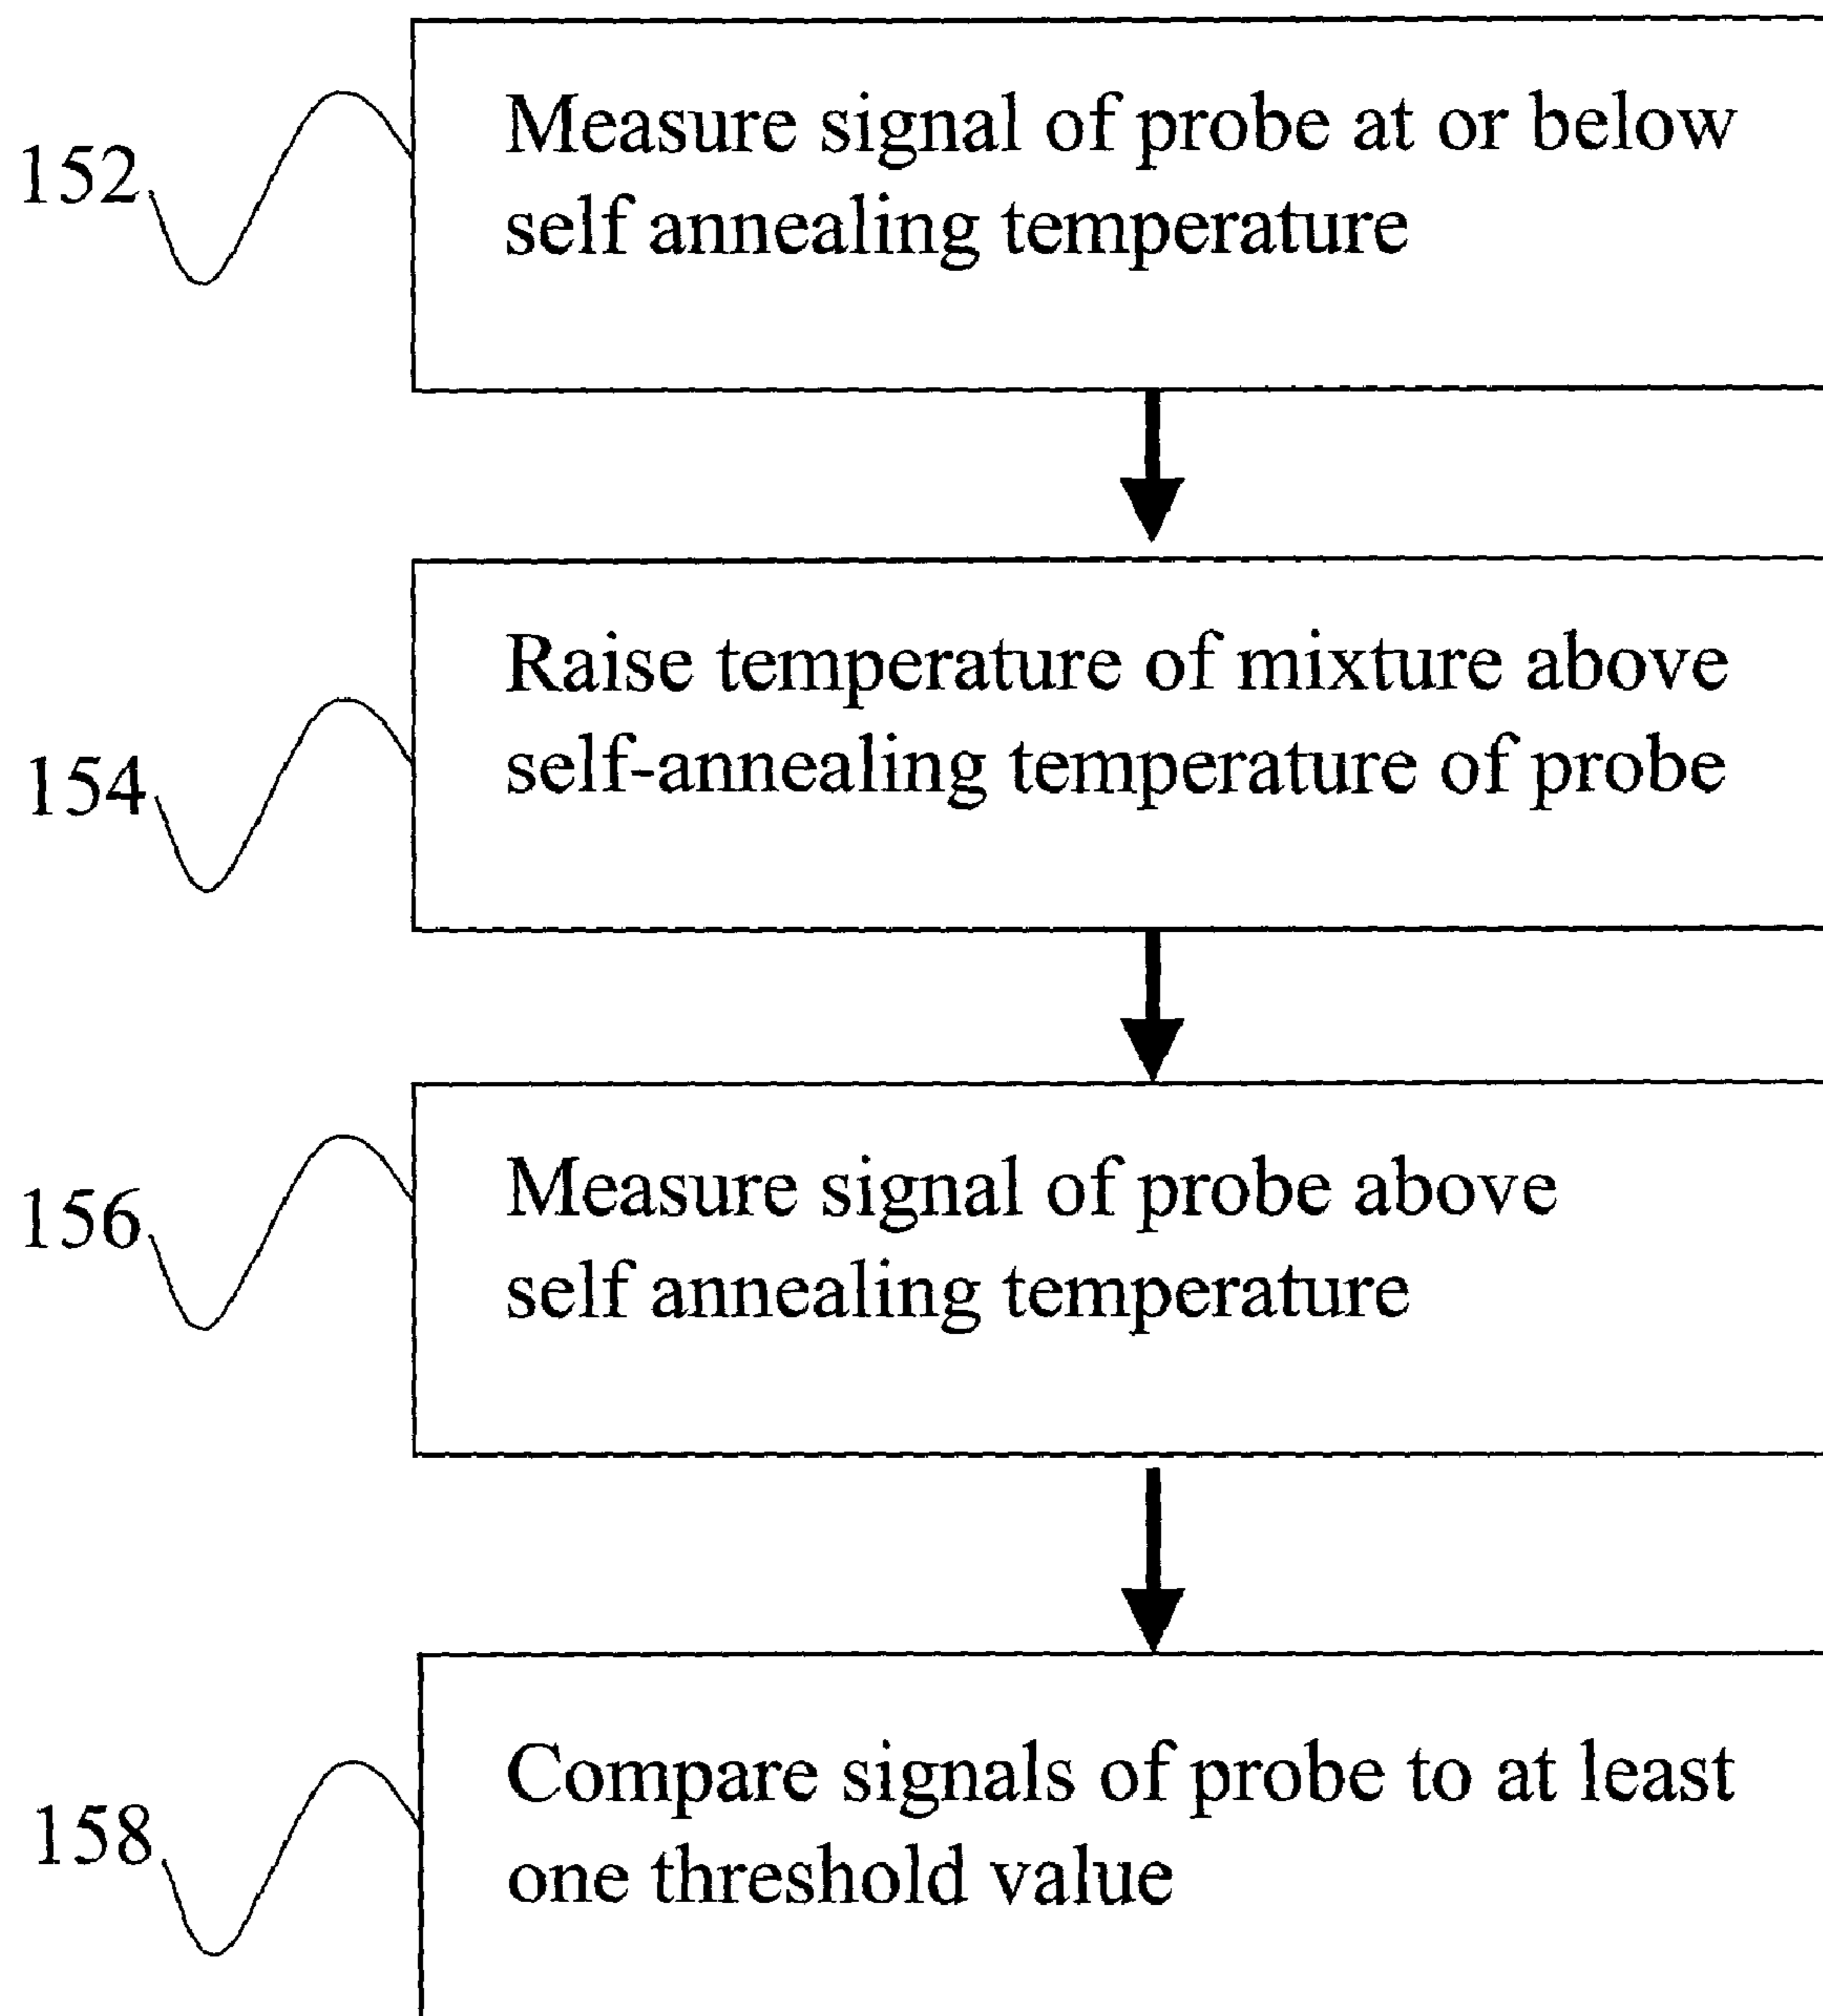 152
Measure signal of probe at or below
self annealing temperature
154
Raise temperature of mixture above
self-annealing temperature of probe
156
Measure signal of probe above
self annealing temperature
158
Compare signals of probe to at least
one threshold value